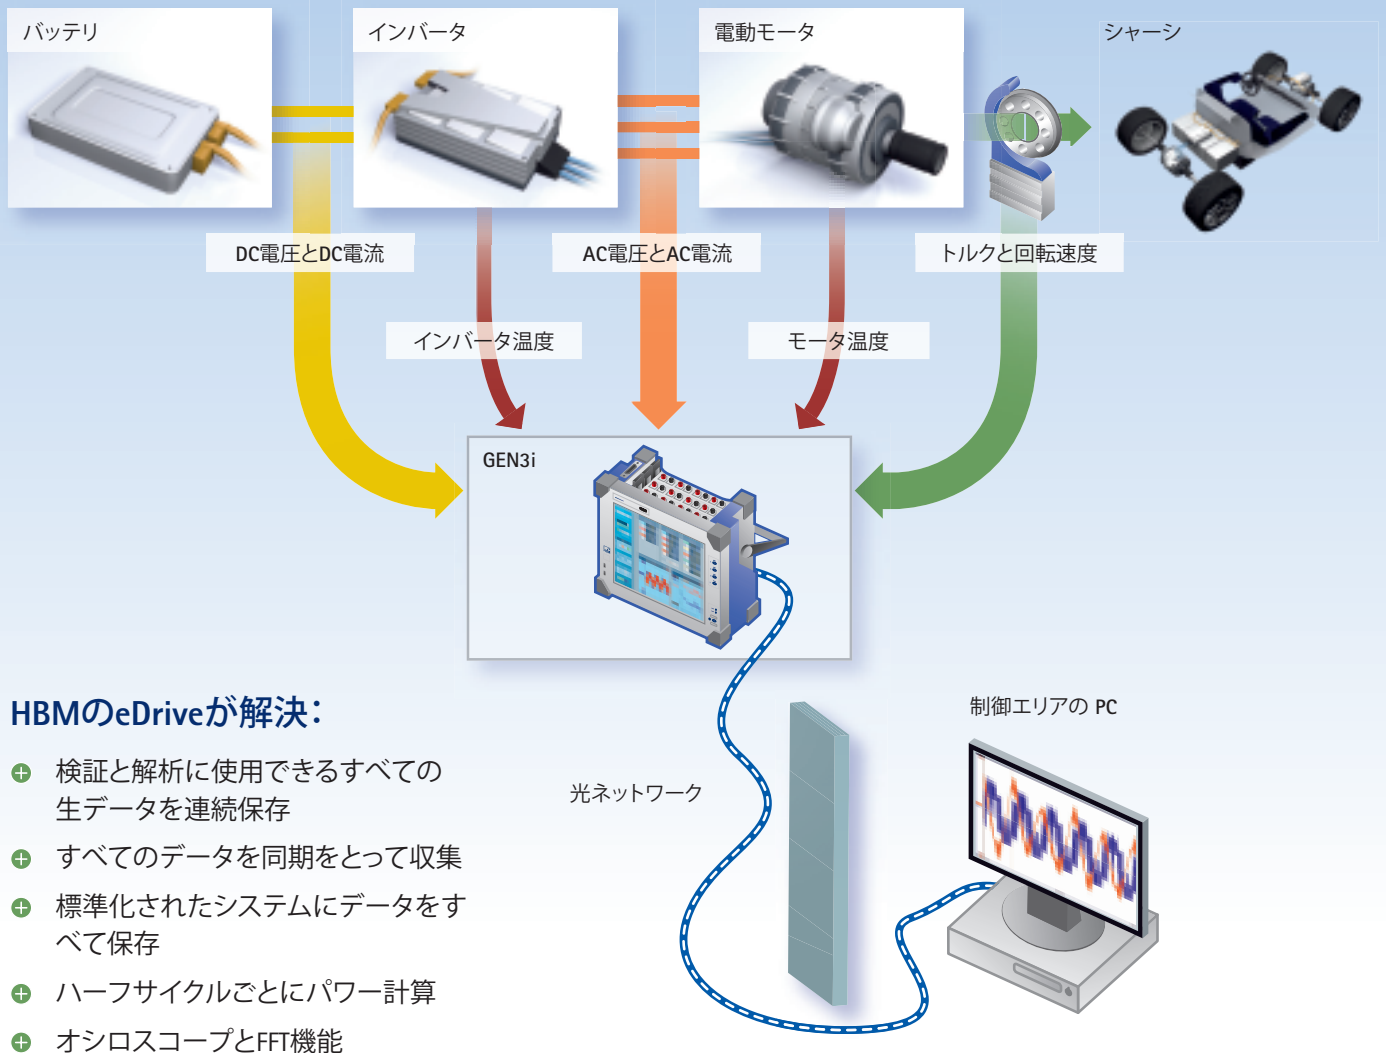 バッテリ
インバータ
電動モータ
シャーシ
DC電圧とDC電流
AC電圧とAC電流
トルクと回転速度
インバータ温度
モータ温度
GEN3i
HBMのeDriveが解決：
検証と解析に使用できるすべての
生データを連続保存
すべてのデータを同期をとって収集
標準化されたシステムにデータをす
べて保存
ハーフサイクルごとにパワー計算
オシロスコープとFFT機能
光ネットワーク
制御エリアの PC